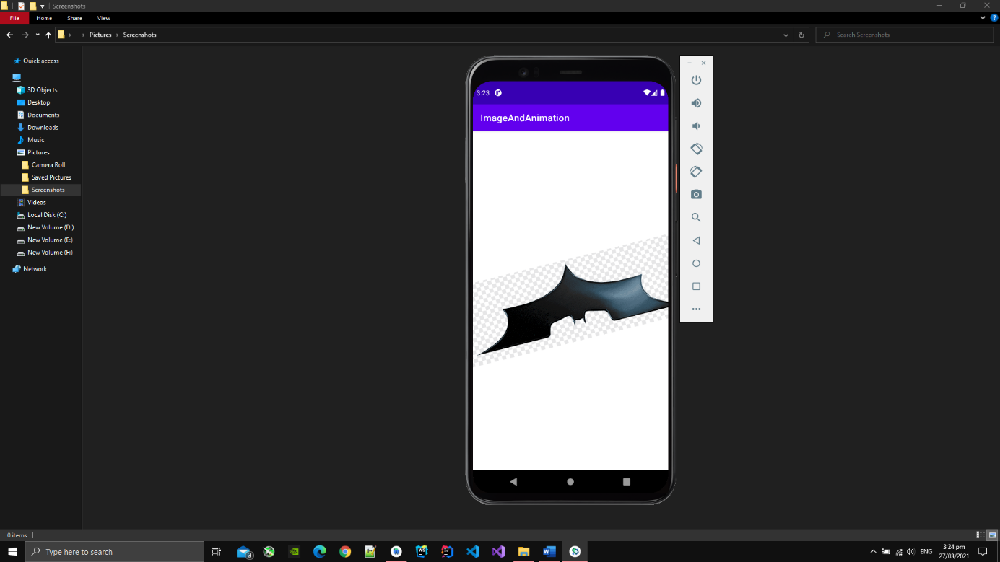 Screenshots
File Home Share View
Pictures Screenshots
Search Screenshots
Quick access
3D Objects
Desktop
Documents
Downloads
Music
Pictures
Camera Roll
Saved Pictures
Screenshots
Videos
Local Disk (C:)
New Volume (D:)
New Volume (E:)
New Volume (F:)
Network
3:23
ImageAndAnimation
0 items
Type here to search
3
WS
IJ
W
ENG
3:24 pm
27/03/2021